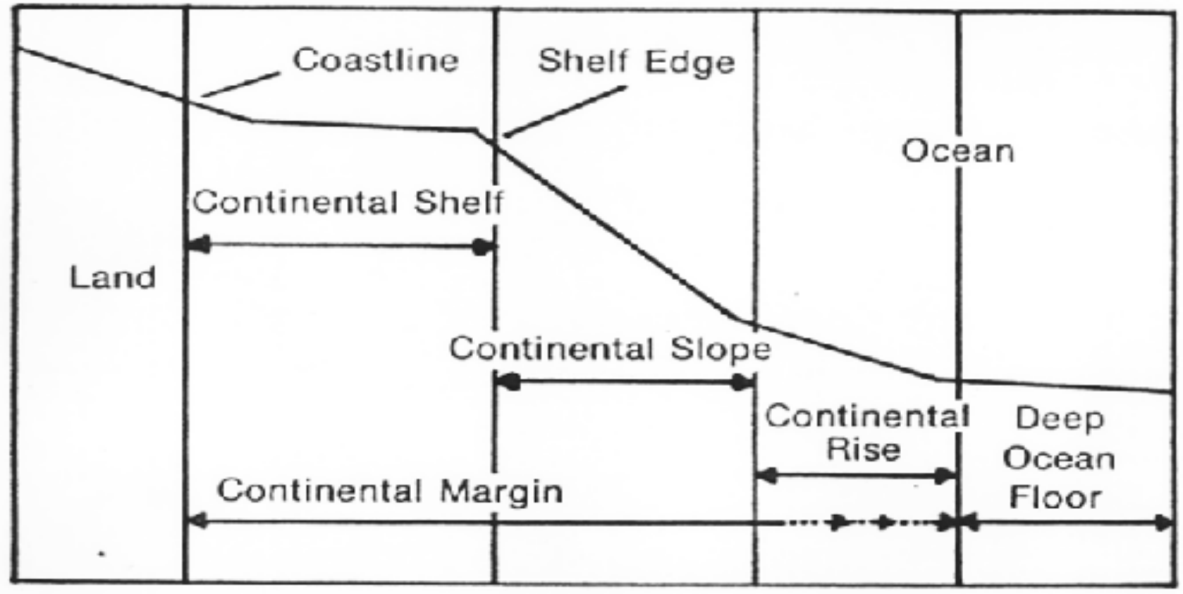 Coastline
Shelf Edge
Ocean
Continental Shelf
Land
Continental Slope
Continental
Rise
Deep
Ocean
Floor
Continental Margin